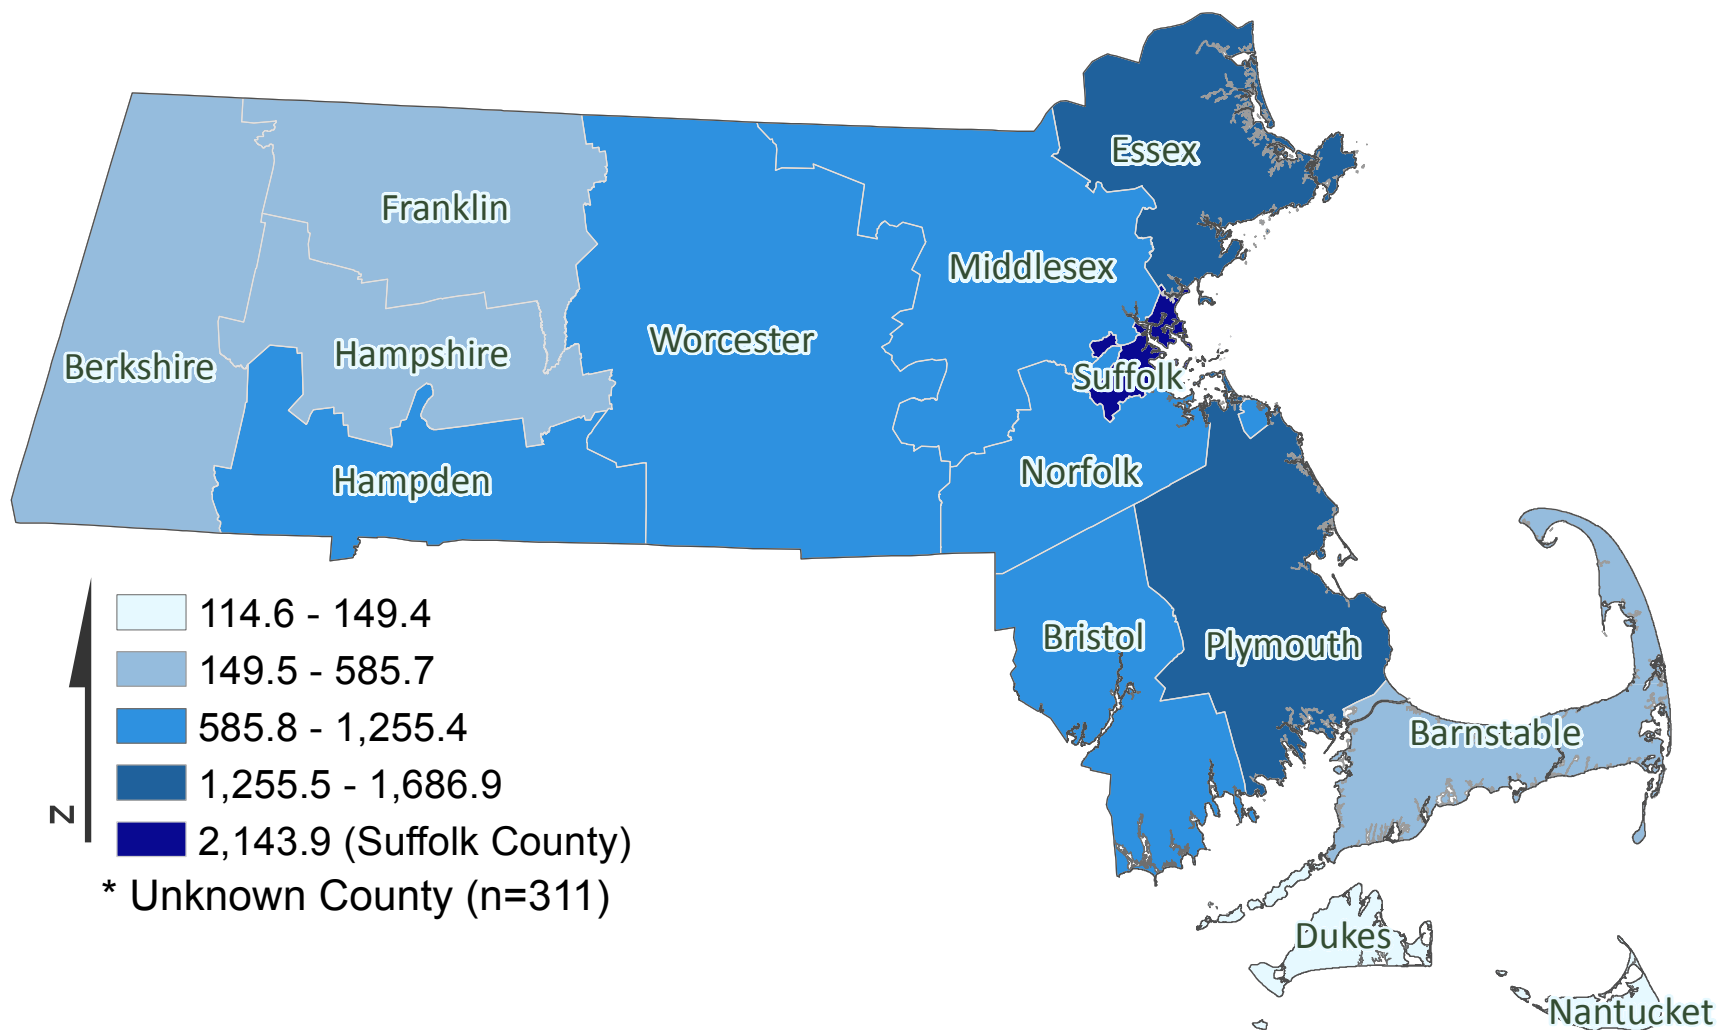 Essex
Franklin
Middlesex
Worcester
Hampshire
Berkshire
Suffolk
Norfolk
Hampden
114.6 - 149.4
149.5 - 585.7
585.8 - 1,255.4
1,255.5 - 1,686.9
2,143.9 (Suffolk County)
* Unknown County (n=311)
N
Bristol
Plymouth
Barnstable
Dukes
Nantucket